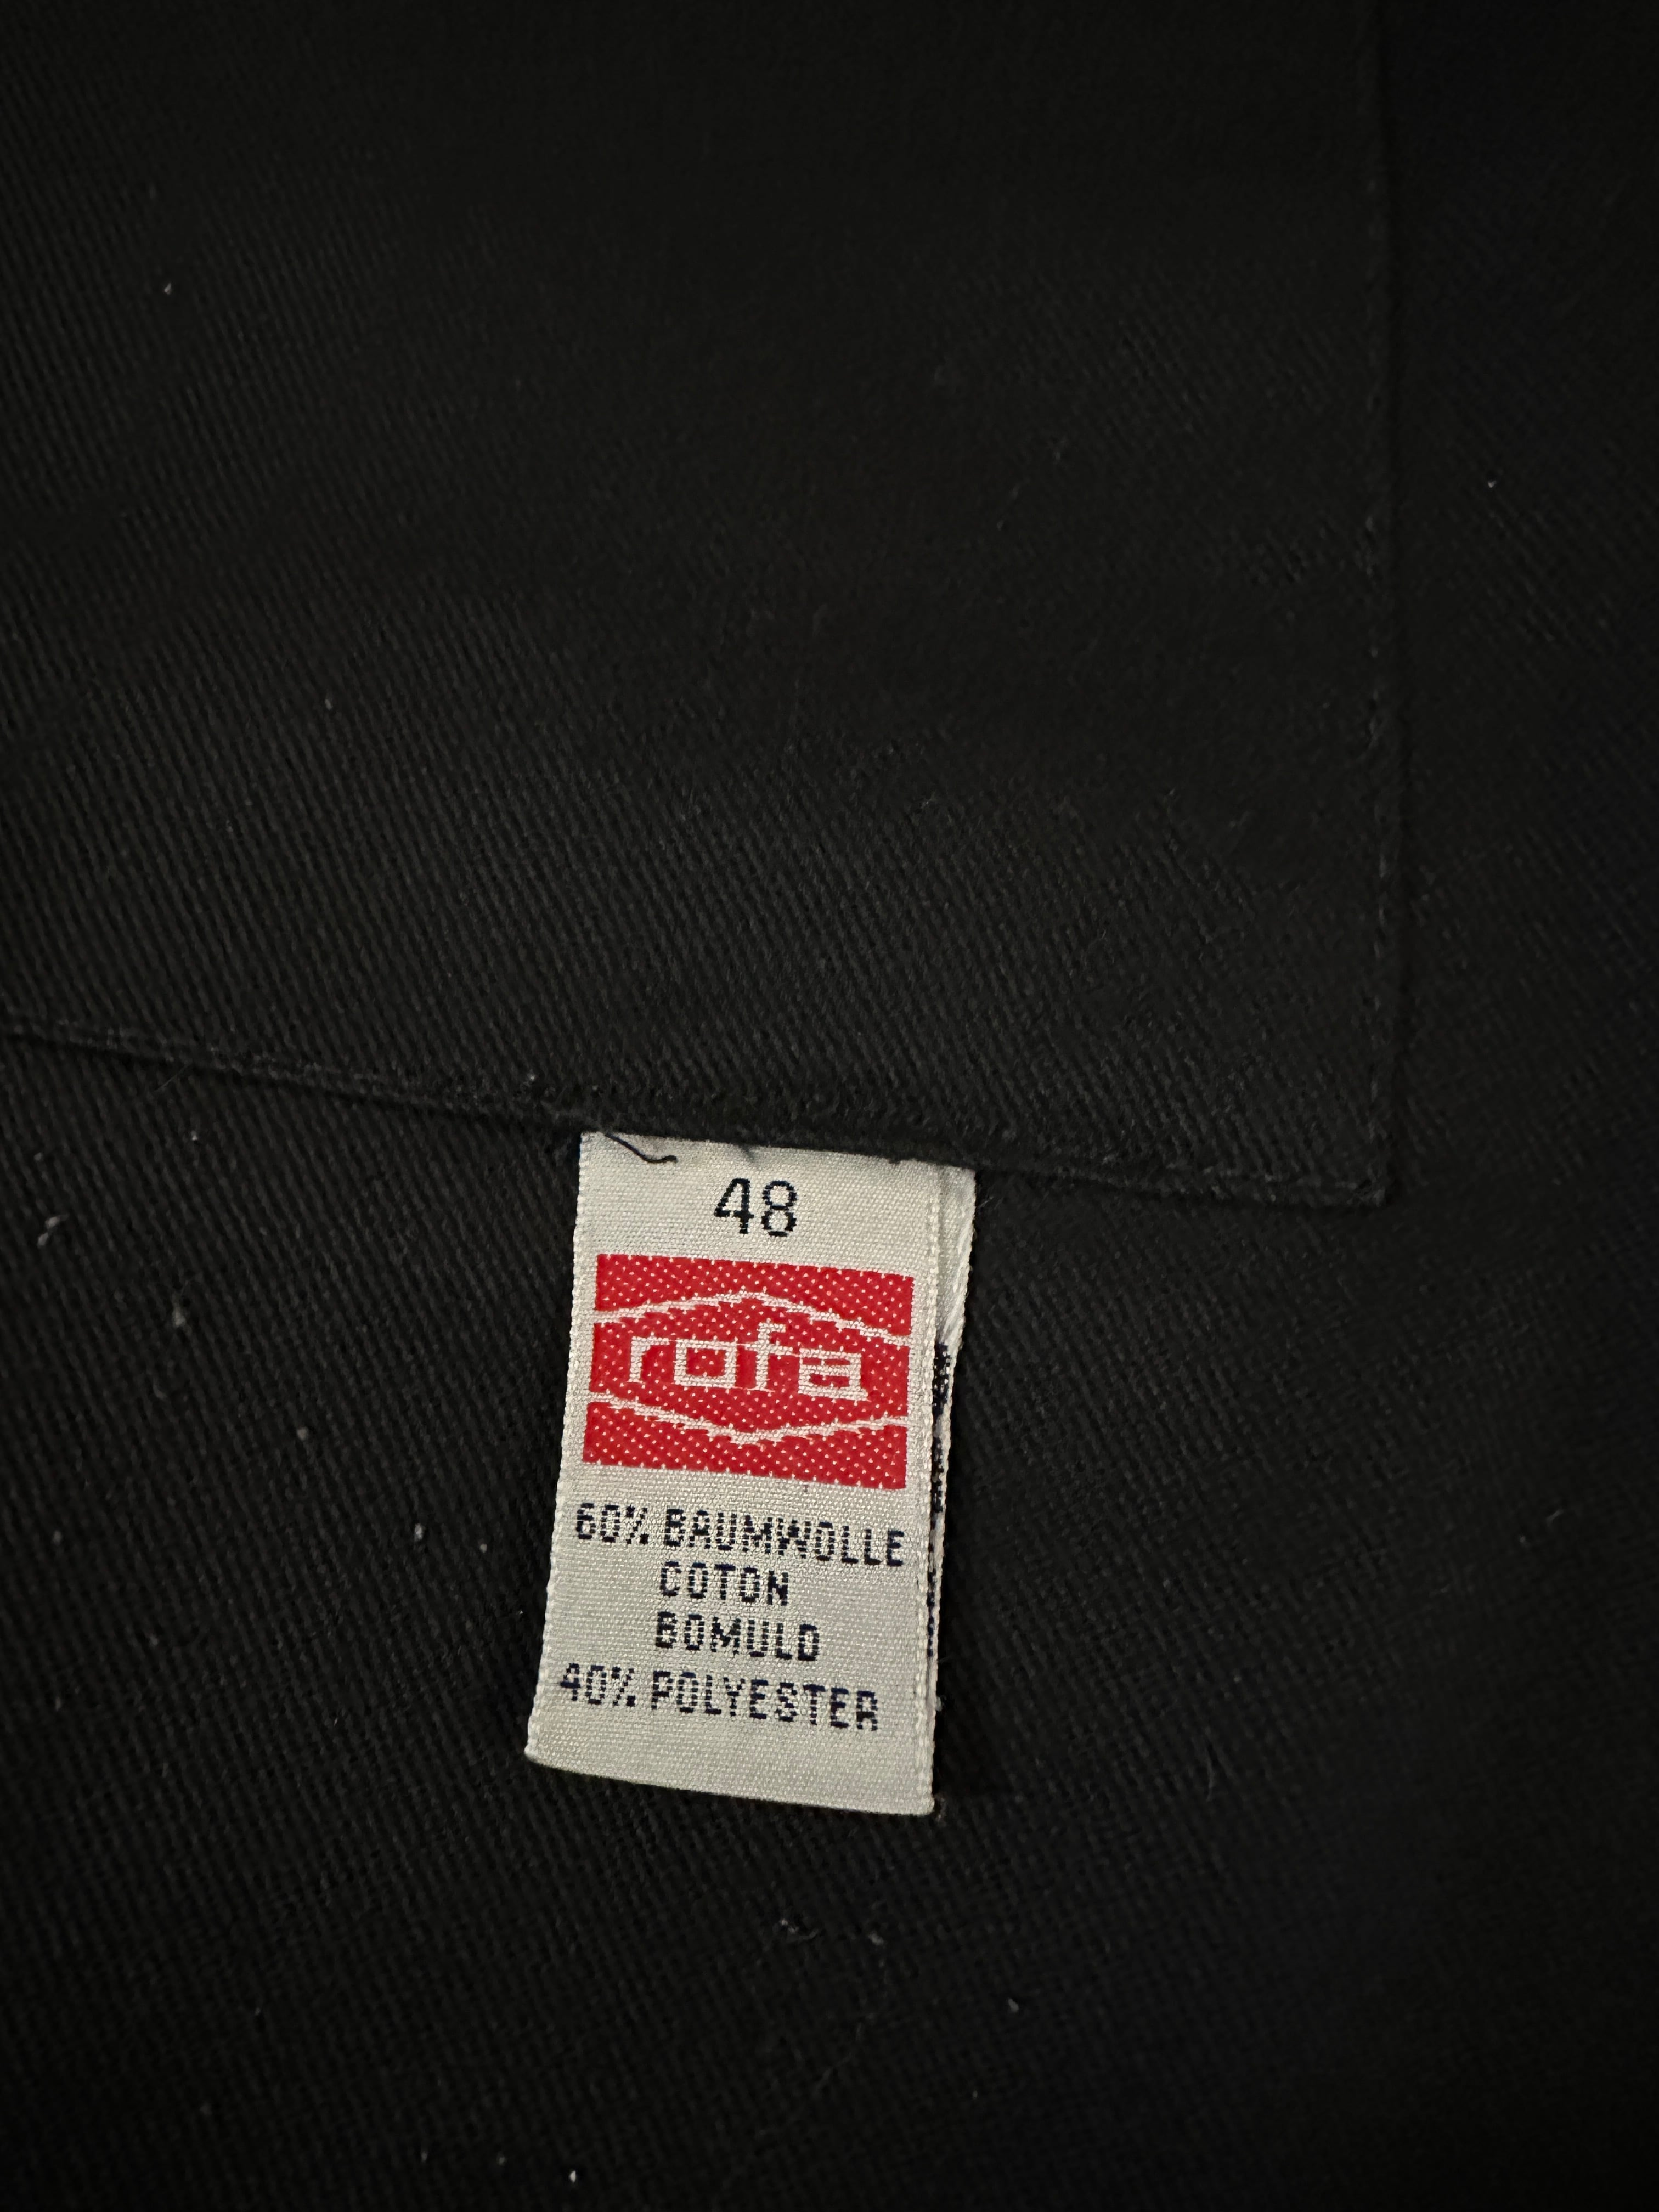 48
rofa
60% BAUMWOLLE
COTON
BOMULD
40% POLYESTER